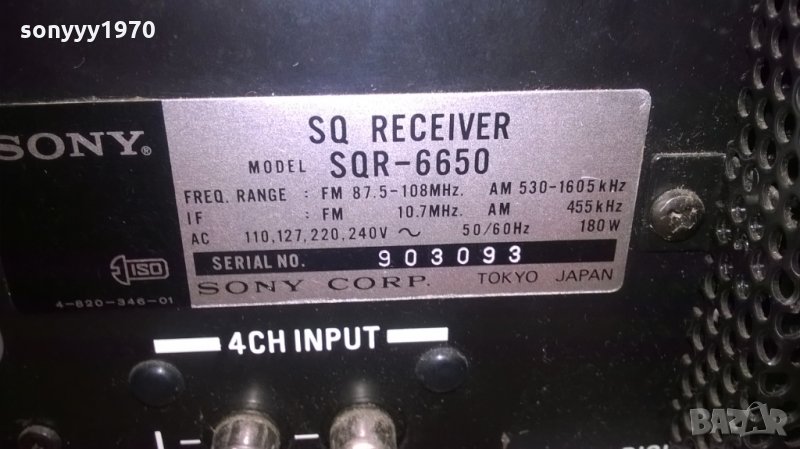 sonyyy1970
SONY®
SQ RECEIVER
MODEL SQR-6650
FREQ. RANGE : FM 87.5-108MHz. AM 530-1605kHz
IF : FM 10.7MHz. AM 455kHz
AC 110,127,220,240V ~ 50/60Hz 180W
SERIAL NO. 903093
SONY CORP. TOKYO JAPAN
ISO
4-820-346-01
4CH INPUT
BAZAR